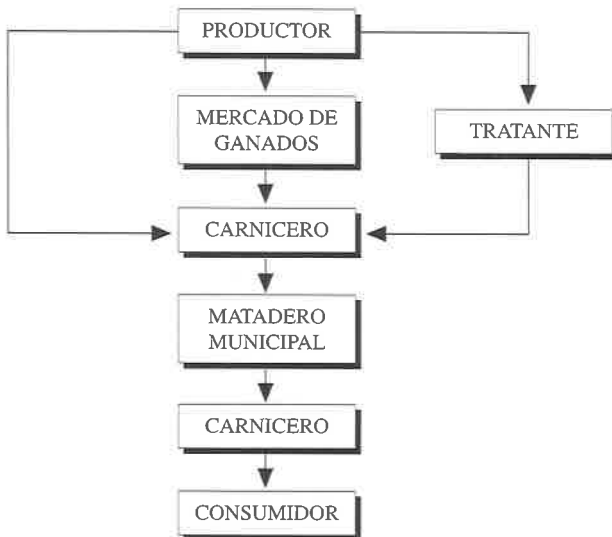 PRODUCTOR
MERCADO DE
GANADOS
TRATANTE
CARNICERO
MATADERO
MUNICIPAL
CARNICERO
CONSUMIDOR